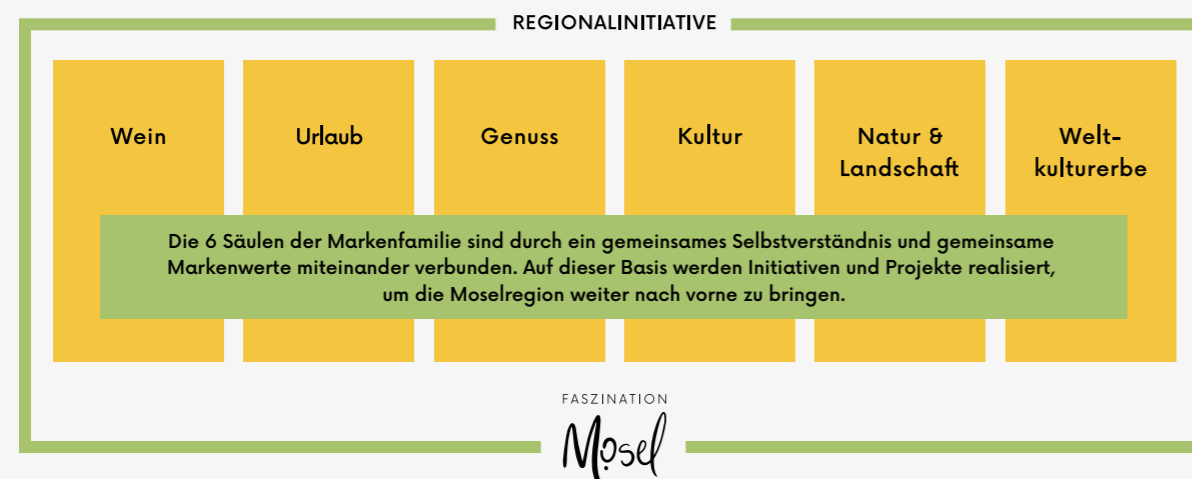 REGIONALINITIATIVE
Wein
Urlaub
Genuss
Kultur
Natur &
Landschaft
Welt-
kulturerbe
Die 6 Säulen der Markenfamilie sind durch ein gemeinsames Selbstverständnis und gemeinsame
Markenwerte miteinander verbunden. Auf dieser Basis werden Initiativen und Projekte realisiert,
um die Moselregion weiter nach vorne zu bringen.
FASZINATION
Mosel